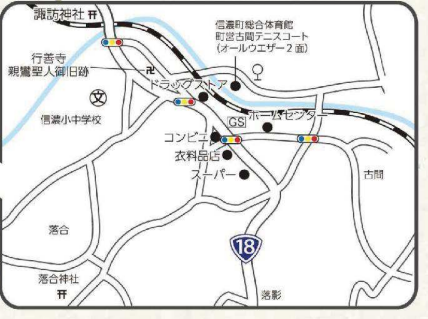 諏訪神社
信濃町総合体育館
町営古間テニスコート
(オールウエザー2面)
行善寺
親鸞聖人御旧跡
ドラッグストア
文
信濃小中学校
ホームセンター
GS
コンビニ
衣料品店
スーパー
古間
落合
18
落合神社
落影